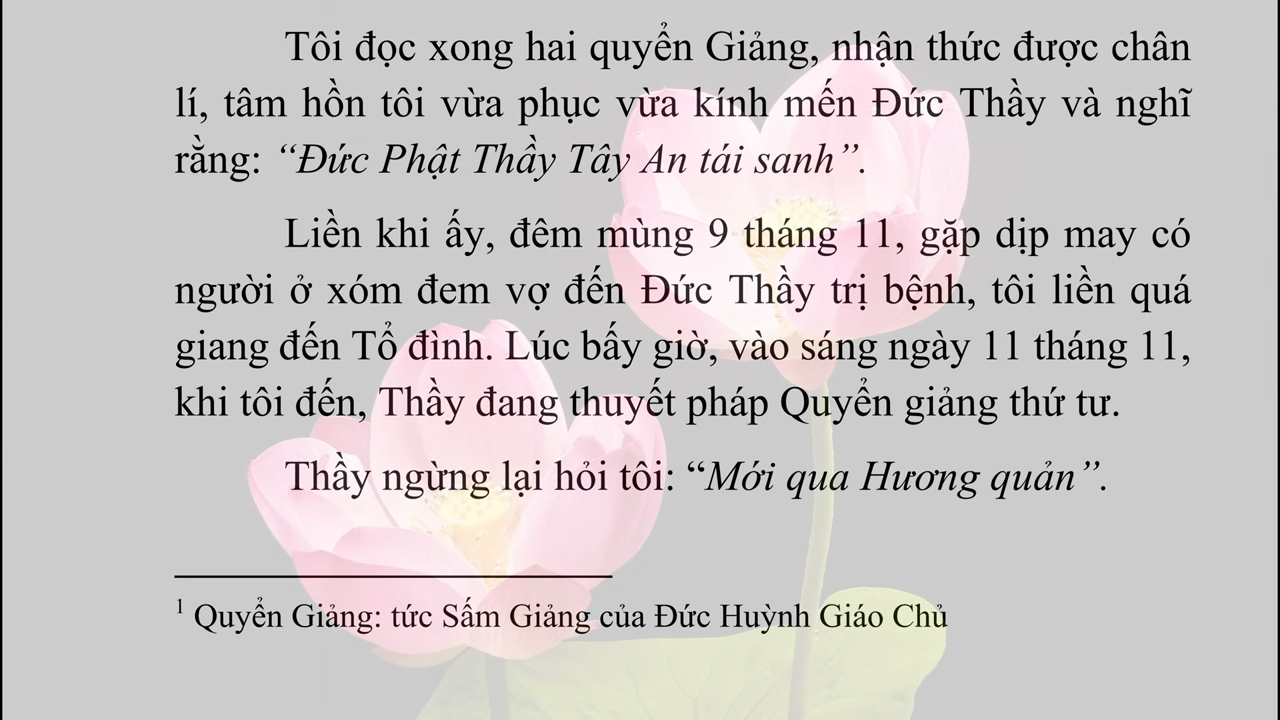 Tôi đọc xong hai quyển Giảng, nhận thức được chân
lí, tâm hồn tôi vừa phục vừa kính mến Đức Thầy và nghĩ
rằng: “Đức Phật Thầy Tây An tái sanh”.
Liền khi ấy, đêm mùng 9 tháng 11, gặp dịp may có
người ở xóm đem vợ đến Đức Thầy trị bệnh, tôi liền quá
giang đến Tổ đình. Lúc bấy giờ, vào sáng ngày 11 tháng 11,
khi tôi đến, Thầy đang thuyết pháp Quyển giảng thứ tư.
Thầy ngừng lại hỏi tôi: “Mới qua Hương quản”.
1 Quyển Giảng: tức Sấm Giảng của Đức Huỳnh Giáo Chủ